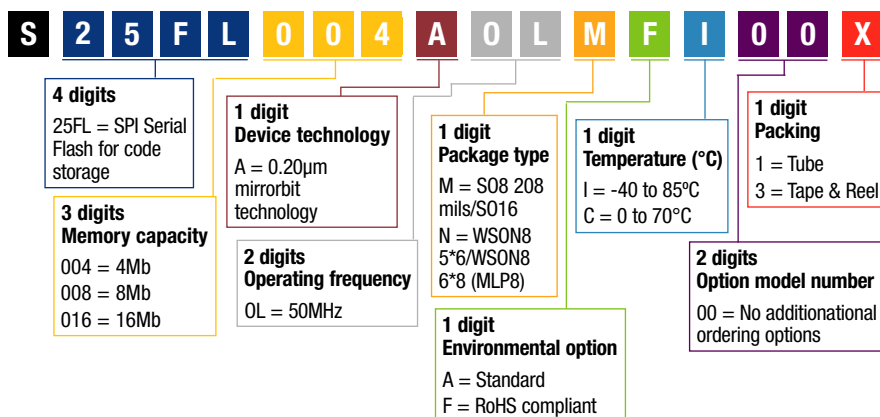 S 2 5 F L 0 0 4 A 0 L M F I 0 0 X
4 digits
25FL = SPI Serial
Flash for code
storage
3 digits
Memory capacity
004 = 4Mb
008 = 8Mb
016 = 16Mb
1 digit
Device technology
A = 0.20µm
mirrorbit
technology
2 digits
Operating frequency
OL = 50MHz
1 digit
Package type
M = S08 208
mils/SO16
N = WSON8
5*6/WSON8
6*8 (MLP8)
1 digit
Environmental option
A = Standard
F = RoHS compliant
1 digit
Temperature (°C)
I = -40 to 85ºC
C = 0 to 70°C
2 digits
Option model number
00 = No additionational
ordering options
1 digit
Packing
1 = Tube
3 = Tape & Reel